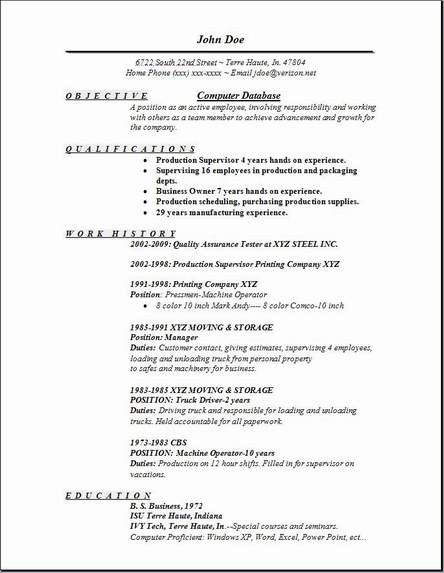 John Doe
6722 South 22nd Street ~ Terre Haute, In. 47804
Home Phone (xxx) xxx-xxxx ~ Email jdoe@verizon.net
OBJECTIVE Computer Database
A position as an active employee, involving responsibility and working
with others as a team member to achieve advancement and growth for
the company.
QUALIFICATIONS
• Production Supervisor 4 years hands on experience.
• Supervising 16 employees in production and packaging
depts.
• Business Owner 7 years hands on experience.
• Production scheduling, purchasing production supplies.
• 29 years manufacturing experience.
WORK HISTORY
2002-2009: Quality Assurance Tester at XYZ STEEL INC.
2002-1998: Production Supervisor Printing Company XYZ
1991-1998: Printing Company XYZ
Position: Pressmen-Machine Operator
• 8 color 10 inch Mark Andy---- 8 color Comco-10 inch
1985-1991 XYZ MOVING & STORAGE
Position: Manager
Duties: Customer contact, giving estimates, supervising 4 employees,
loading and unloading truck from personal property
to safes and machinery for business.
1983-1985 XYZ MOVING & STORAGE
POSITION: Truck Driver-2 years
Duties: Driving truck and responsible for loading and unloading
trucks. Held accountable for all paperwork.
1973-1983 CBS
POSITION: Machine Operator-10 years
Duties: Production on 12 hour shifts. Filled in for supervisor on
vacations.
EDUCATION
B. S. Business, 1972
ISU Terre Haute, Indiana
IVY Tech, Terre Haute, In.--Special courses and seminars.
Computer Proficient: Windows XP, Word, Excel, Power Point, ect...